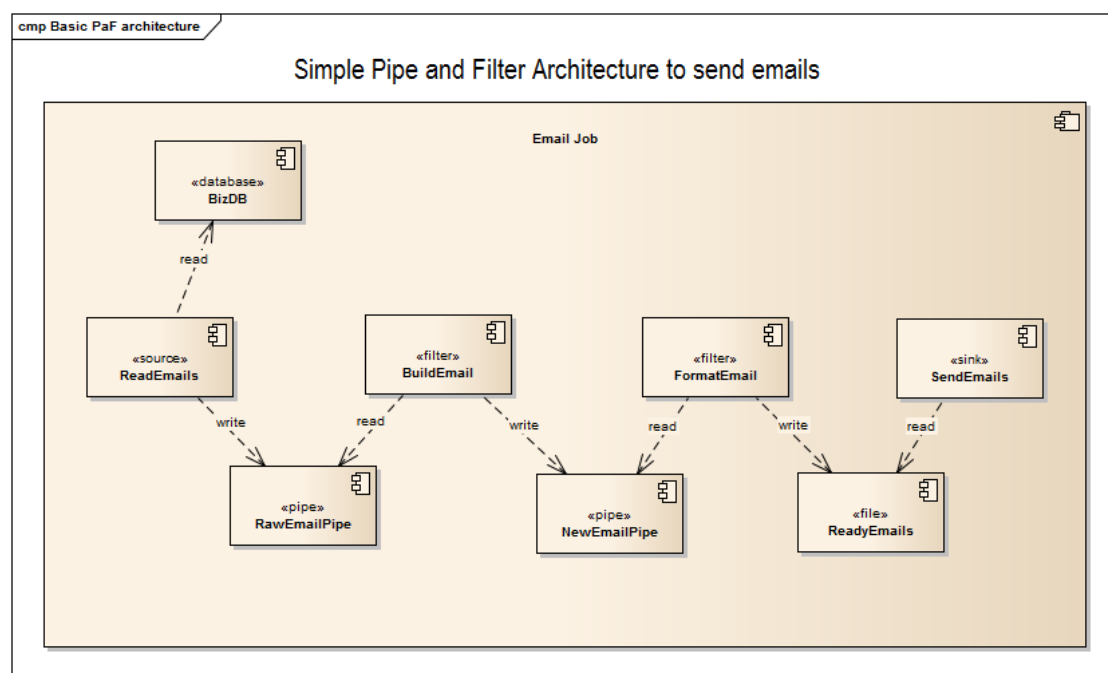 cmp Basic PaF architecture
Simple Pipe and Filter Architecture to send emails
Email Job
«database»
BizDB
read
«source»
ReadEmails
«filter»
BuildEmail
«filter»
FormatEmail
«sink»
SendEmails
write
read
write
read
write
read
«pipe»
RawEmailPipe
«pipe»
NewEmailPipe
«file»
ReadyEmails